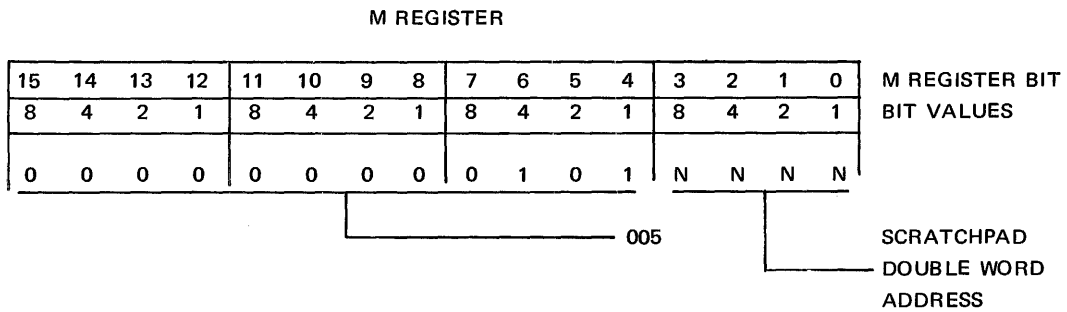 M REGISTER
15 14 13 12 11 10 9 8 7 6 5 4 3 2 1 0 M REGISTER BIT
8 4 2 1 8 4 2 1 8 4 2 1 8 4 2 1 BIT VALUES
0 0 0 0 0 0 0 0 0 1 0 1 N N N N
005 SCRATCHPAD
DOUBLE WORD
ADDRESS